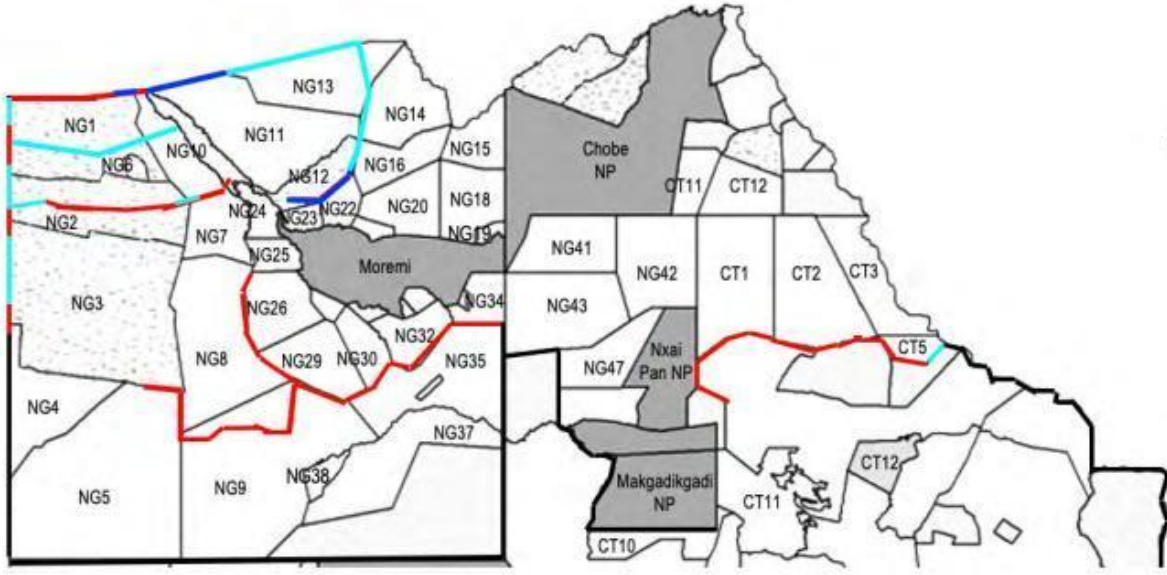 NG1
NG6
NG10
NG11
NG13
NG14
NG12
NG16
NG15
NG2
NG24
NG23
NG22
NG20
NG18
NG19
NG7
NG25
Moremi
NG3
NG26
NG34
NG8
NG29
NG30
NG32
NG35
NG4
NG37
NG38
NG5
NG9
Chobe
NP
CT11
CT12
NG41
NG42
CT1
CT2
CT3
NG43
NG47
Nxai
Pan NP
CT5
CT12
Makgadikgadi
NP
CT11
CT10